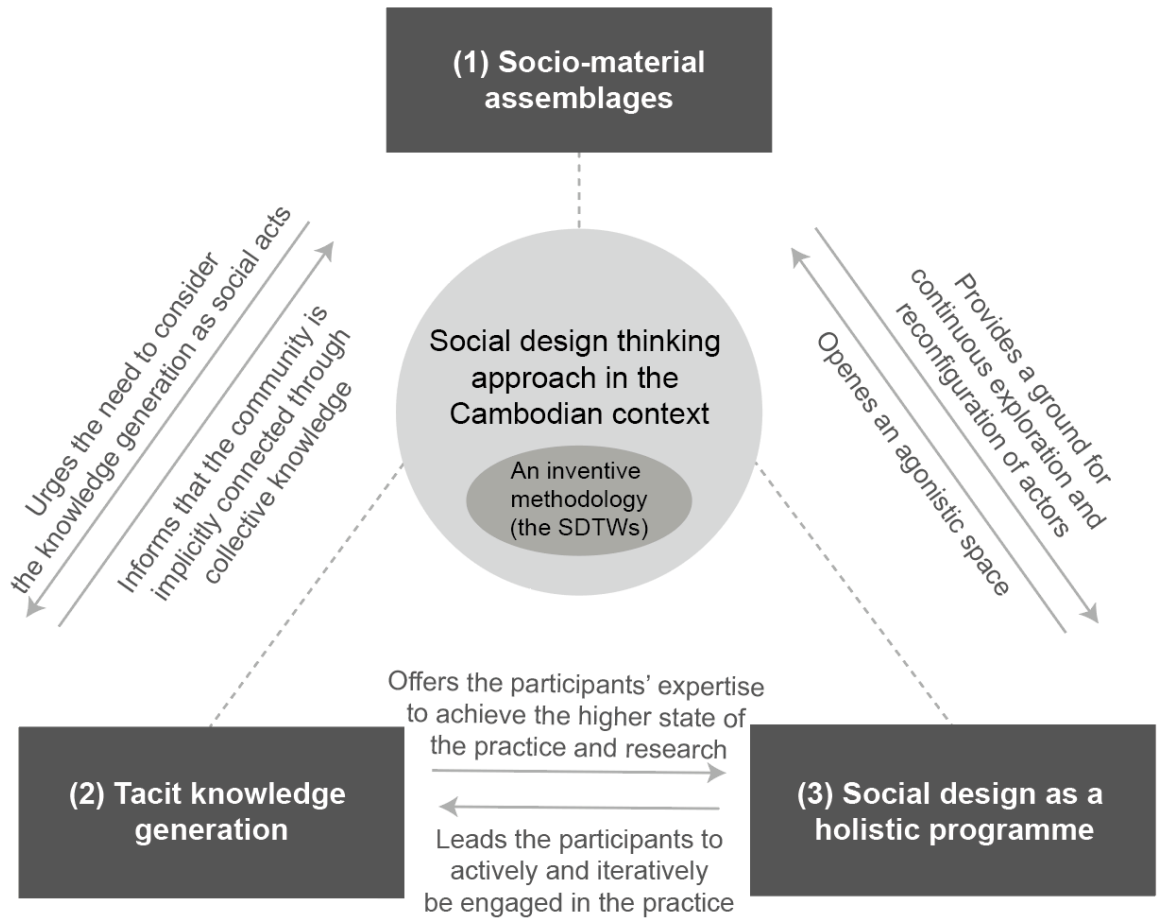 (1) Socio-material
assemblages
Urges the need to consider
the knowledge generation as social acts
Informs that the community is
implicitly connected through
collective knowledge
Social design thinking
approach in the
Cambodian context
An inventive
methodology
(the SDTWs)
Provides a ground for
continuous exploration and
reconfiguration of actors
Openes an agonistic space
(2) Tacit knowledge
generation
Offers the participants’ expertise
to achieve the higher state of
the practice and research
Leads the participants to
actively and iteratively
be engaged in the practice
(3) Social design as a
holistic programme